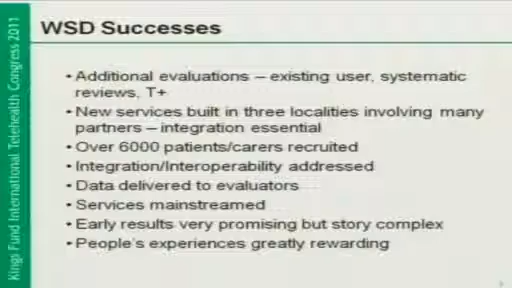 WSD Successes
• Additional evaluations – existing user, systematic
reviews, T+
• New services built in three localities involving many
partners – integration essential
• Over 6000 patients/carers recruited
• Integration/Interoperability addressed
• Data delivered to evaluators
• Services mainstreamed
• Early results very promising but story complex
• People's experiences greatly rewarding
Kings Fund International Telehealth Congress 2011